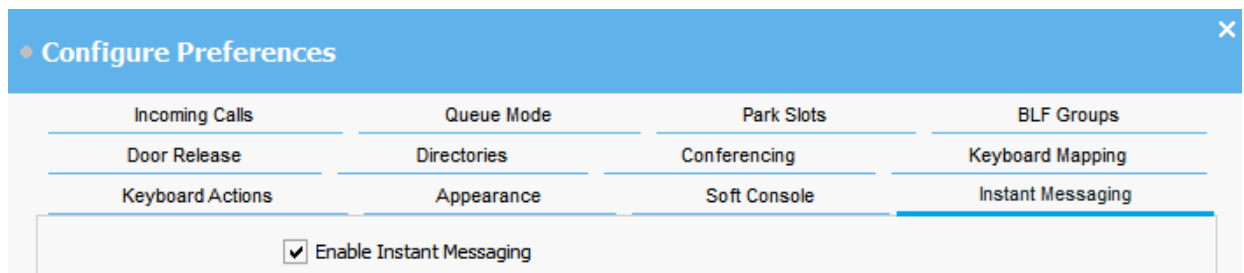 Configure Preferences
Incoming Calls Queue Mode Park Slots BLF Groups
Door Release Directories Conferencing Keyboard Mapping
Keyboard Actions Appearance Soft Console Instant Messaging
Enable Instant Messaging